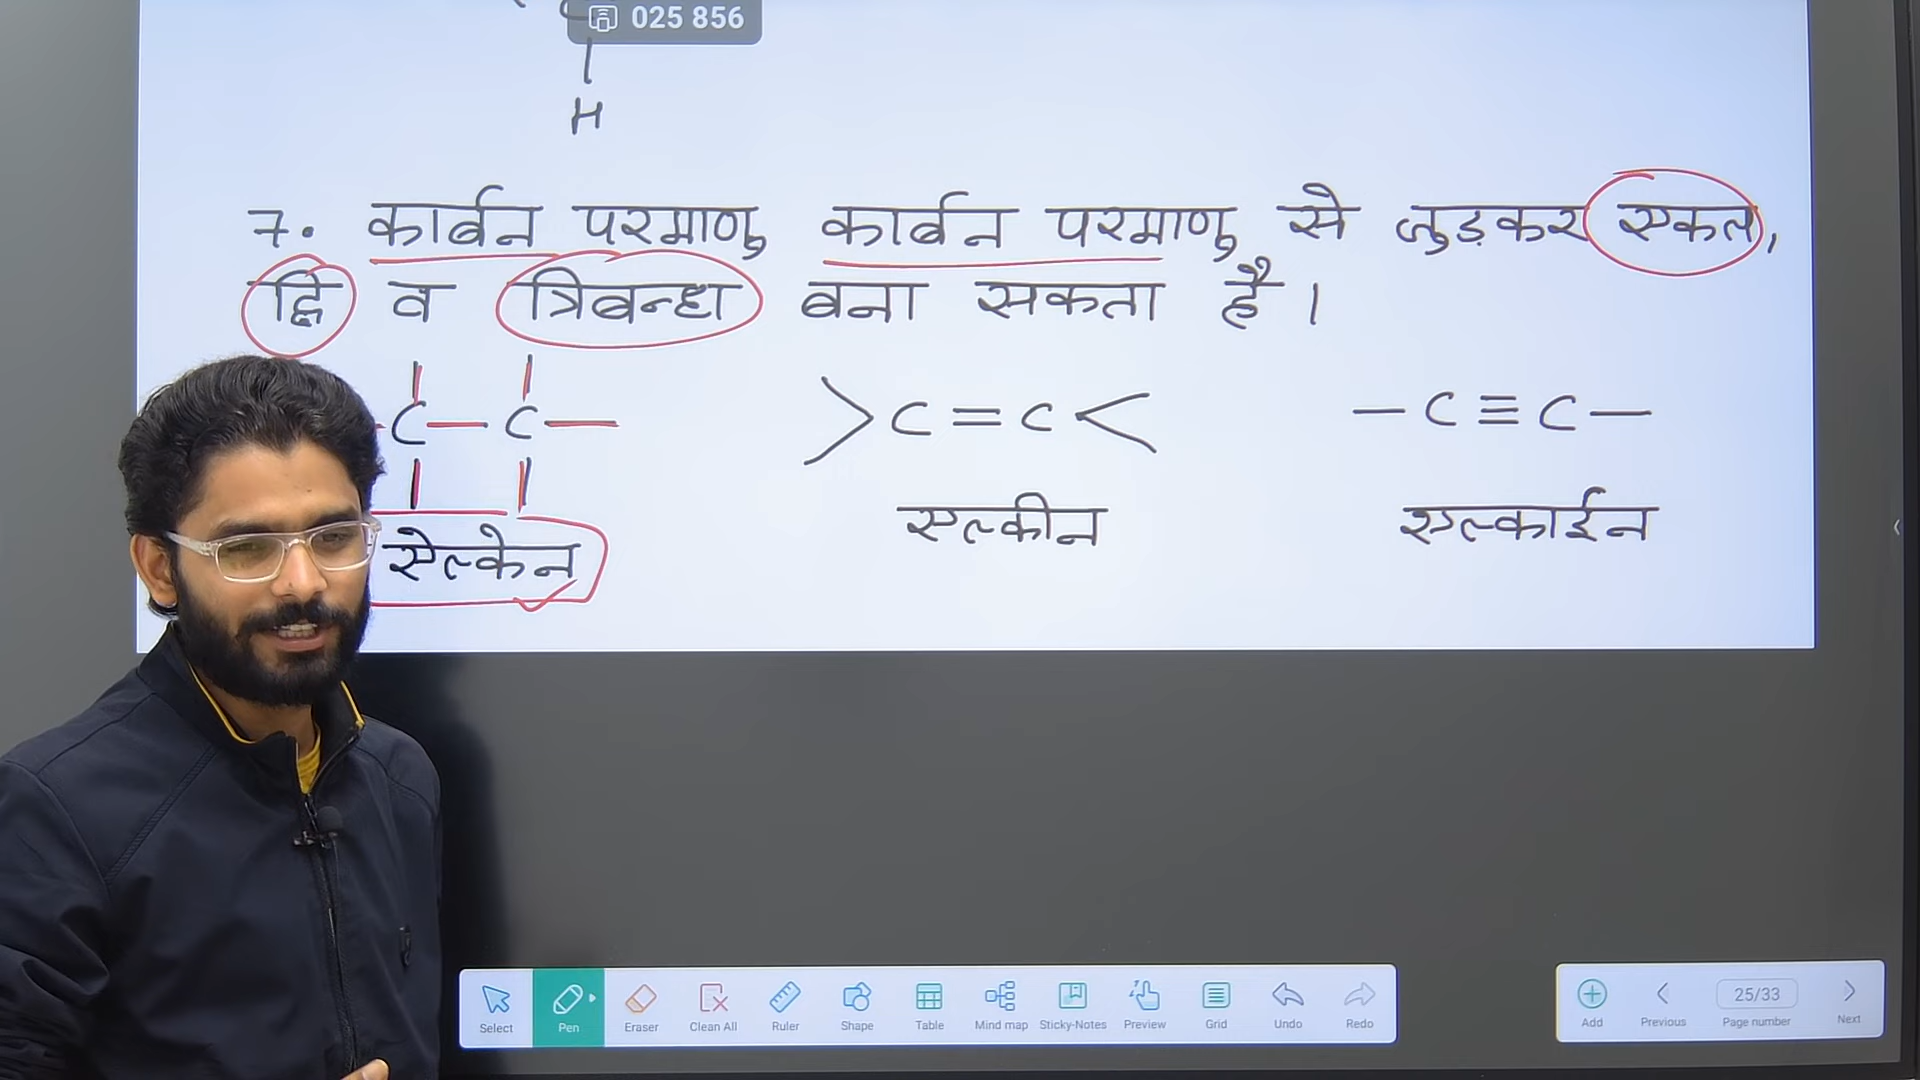 025 856
H
7. कार्बन परमाणु कार्बन परमाणु से जुड़कर एकल,
द्वि व त्रिबन्ध बना सकता है।
C — C —
>C = C<
— C ≡ C —
ऐल्केन
एल्कीन
एल्काईन
Select Pen Eraser Clean All Ruler Shape Table Mind map Sticky-Notes Preview Grid Undo Redo
Add Previous 25/33 Page number Next